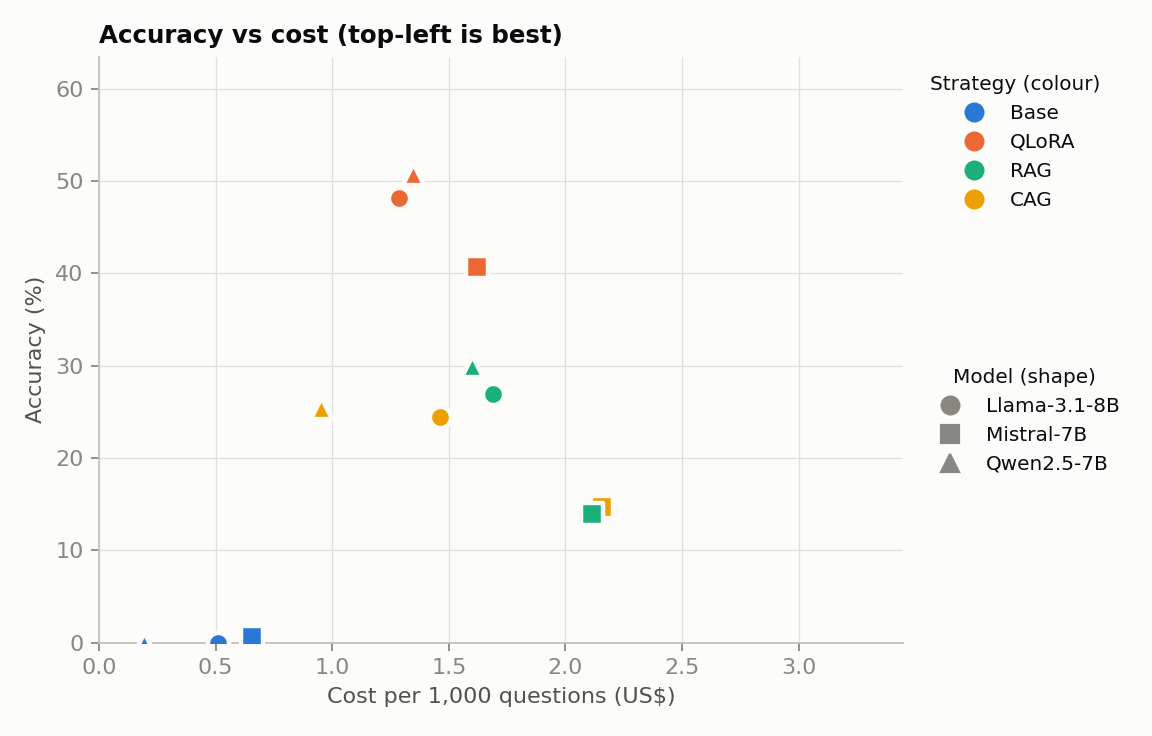 Accuracy vs cost (top-left is best)
Accuracy (%)
60
50
40
30
20
10
0
0.0 0.5 1.0 1.5 2.0 2.5 3.0
Cost per 1,000 questions (US$)
Strategy (colour)
Base
QLoRA
RAG
CAG
Model (shape)
Llama-3.1-8B
Mistral-7B
Qwen2.5-7B